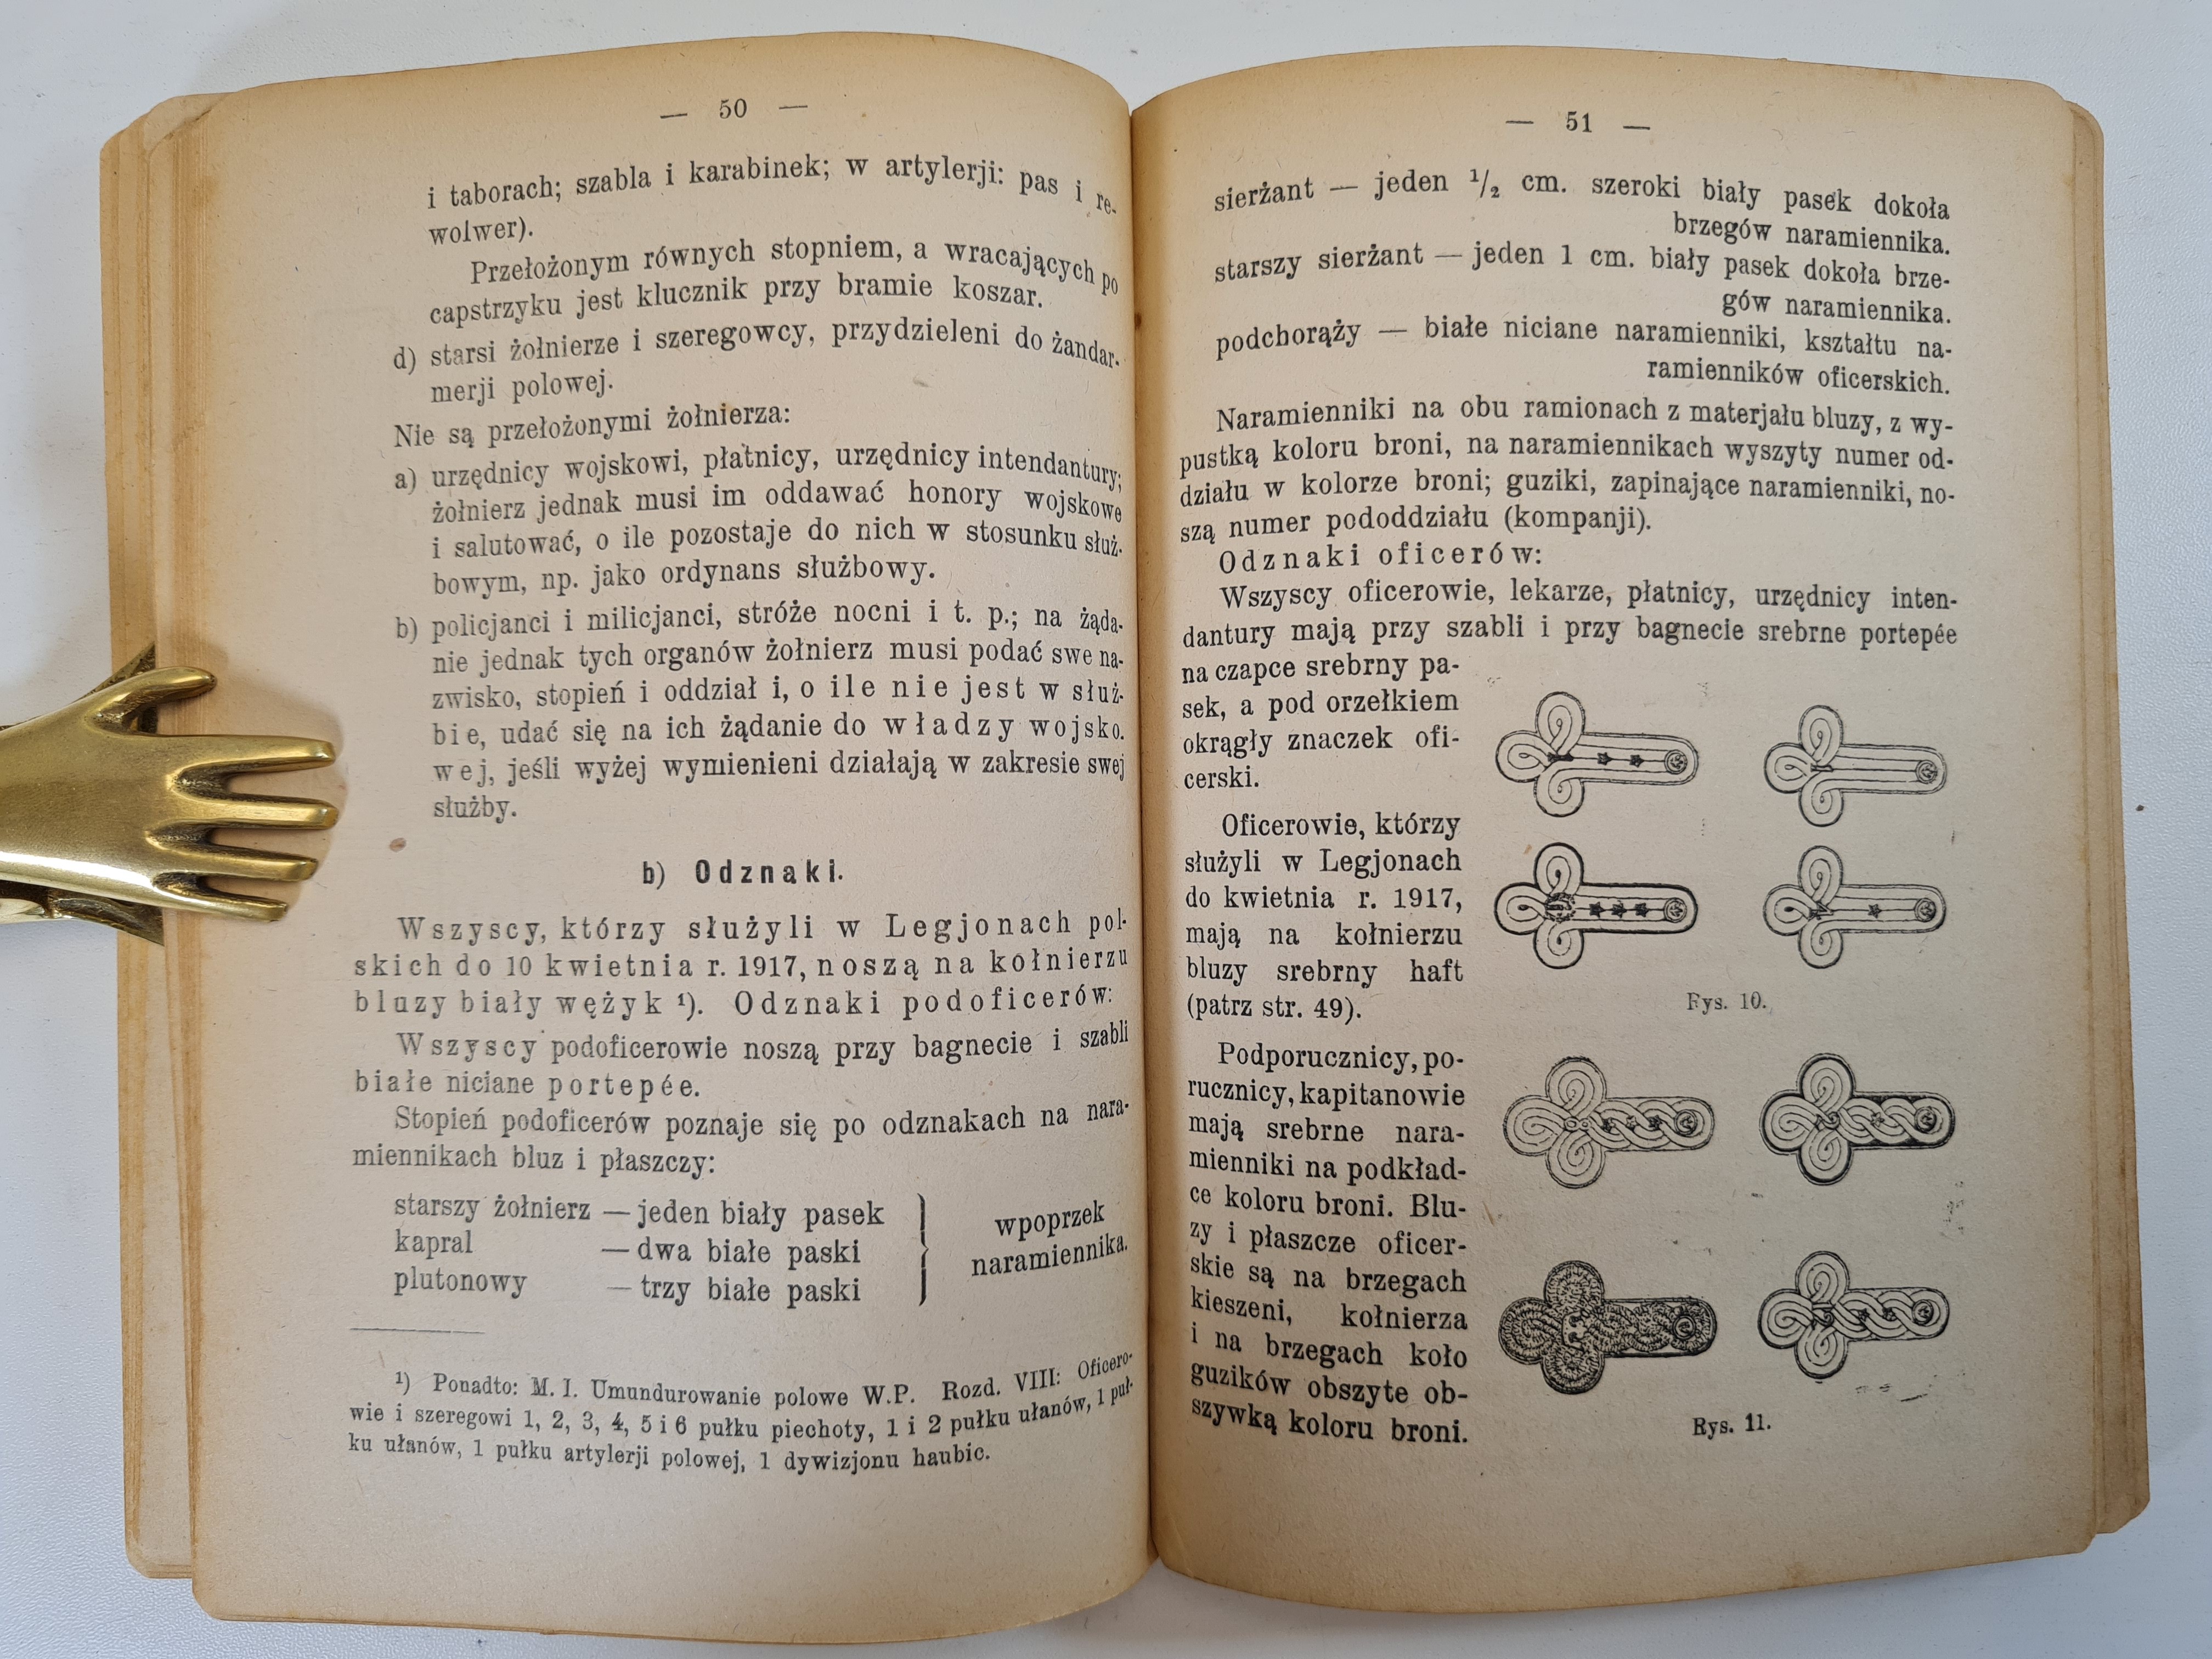 — 50 —
i taborach; szabla i karabinek; w artylerji: pas i re-
wolwer).
Przełożonym równych stopniem, a wracających po
capstrzyku jest klucznik przy bramie koszar.
d) starsi żołnierze i szeregowcy, przydzieleni do żandar-
merji polowej.
Nie są przełożonymi żołnierza:
a) urzędnicy wojskowi, płatnicy, urzędnicy intendantury;
żołnierz jednak musi im oddawać honory wojskowe
i salutować, o ile pozostaje do nich w stosunku służ-
bowym, np. jako ordynans służbowy.
b) policjanci i milicjanci, stróże nocni i t. p.; na żąda-
nie jednak tych organów żołnierz musi podać swe na-
zwisko, stopień i oddział i, o ile nie jest w służ-
bie, udać się na ich żądanie do władzy wojsko.
wej, jeśli wyżej wymienieni działają w zakresie swej
służby.
b) Odznaki.
Wszyscy, którzy służyli w Legjonach pol-
skich do 10 kwietnia r. 1917, noszą na kołnierzu
bluzy biały wężyk ¹). Odznaki podoficerów:
Wszyscy podoficerowie noszą przy bagnecie i szabli
białe niciane portepée.
Stopień podoficerów poznaje się po odznakach na nara-
miennikach bluz i płaszczy:
starszy żołnierz — jeden biały pasek
kapral — dwa białe paski
plutonowy — trzy białe paski
wpoprzek
naramiennika.
¹) Ponadto: M. I. Umundurowanie polowe W.P. Rozd. VIII: Oficero-
wie i szeregowi 1, 2, 3, 4, 5 i 6 pułku piechoty, 1 i 2 pułku ułanów, 1 puł-
ku ułanów, 1 pułku artylerji polowej, 1 dywizjonu haubic.
— 51 —
sierżant — jeden ¹/₂ cm. szeroki biały pasek dokoła
brzegów naramiennika.
starszy sierżant — jeden 1 cm. biały pasek dokoła brze-
gów naramiennika.
podchorąży — białe niciane naramienniki, kształtu na-
ramienników oficerskich.
Naramienniki na obu ramionach z materjału bluzy, z wy-
pustką koloru broni, na naramiennikach wyszyty numer od-
działu w kolorze broni; guziki, zapinające naramienniki, no-
szą numer pododdziału (kompanji).
Odznaki oficerów:
Wszyscy oficerowie, lekarze, płatnicy, urzędnicy inten-
dantury mają przy szabli i przy bagnecie srebrne portepée
na czapce srebrny pa-
sek, a pod orzełkiem
okrągły znaczek ofi-
cerski.
Oficerowie, którzy
służyli w Legjonach
do kwietnia r. 1917,
mają na kołnierzu
bluzy srebrny haft
(patrz str. 49).
Rys. 10.
Podporucznicy, po-
rucznicy, kapitanowie
mają srebrne nara-
mienniki na podkład-
ce koloru broni. Blu-
zy i płaszcze oficer-
skie są na brzegach
kieszeni, kołnierza
i na brzegach koło
guzików obszyte ob-
szywką koloru broni.
Rys. 11.